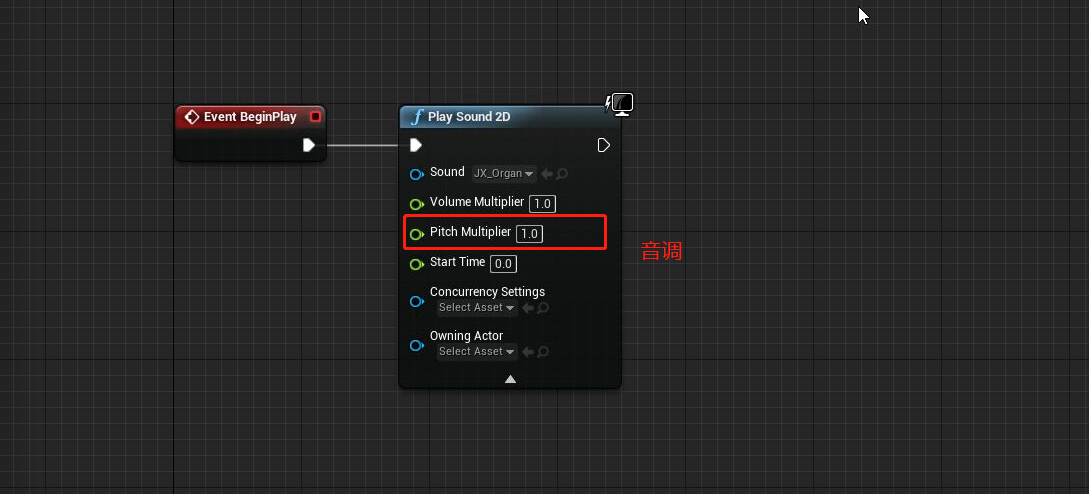 Event BeginPlay
f Play Sound 2D
Sound JX_Organ
Volume Multiplier 1.0
Pitch Multiplier 1.0
音调
Start Time 0.0
Concurrency Settings
Select Asset
Owning Actor
Select Asset